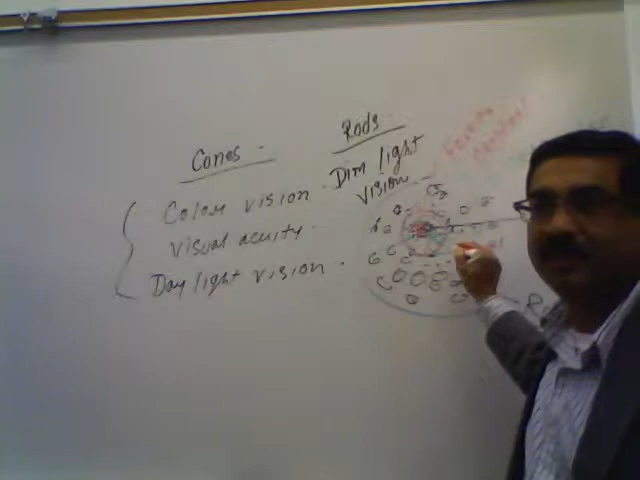 Cones
Rods
Colour vision
Dim light
vision
Visual acuity
Day light vision